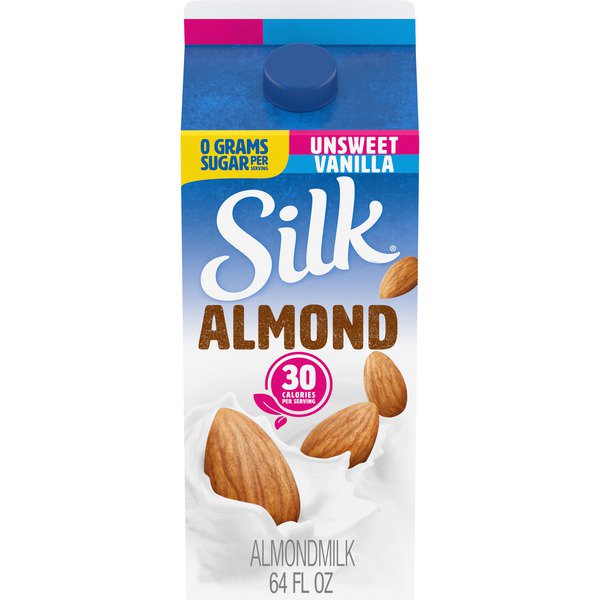 0 GRAMS
SUGAR PER
SERVING
UNSWEET
VANILLA
Silk®
ALMOND
30
CALORIES
PER SERVING
ALMONDMILK
64 FL OZ